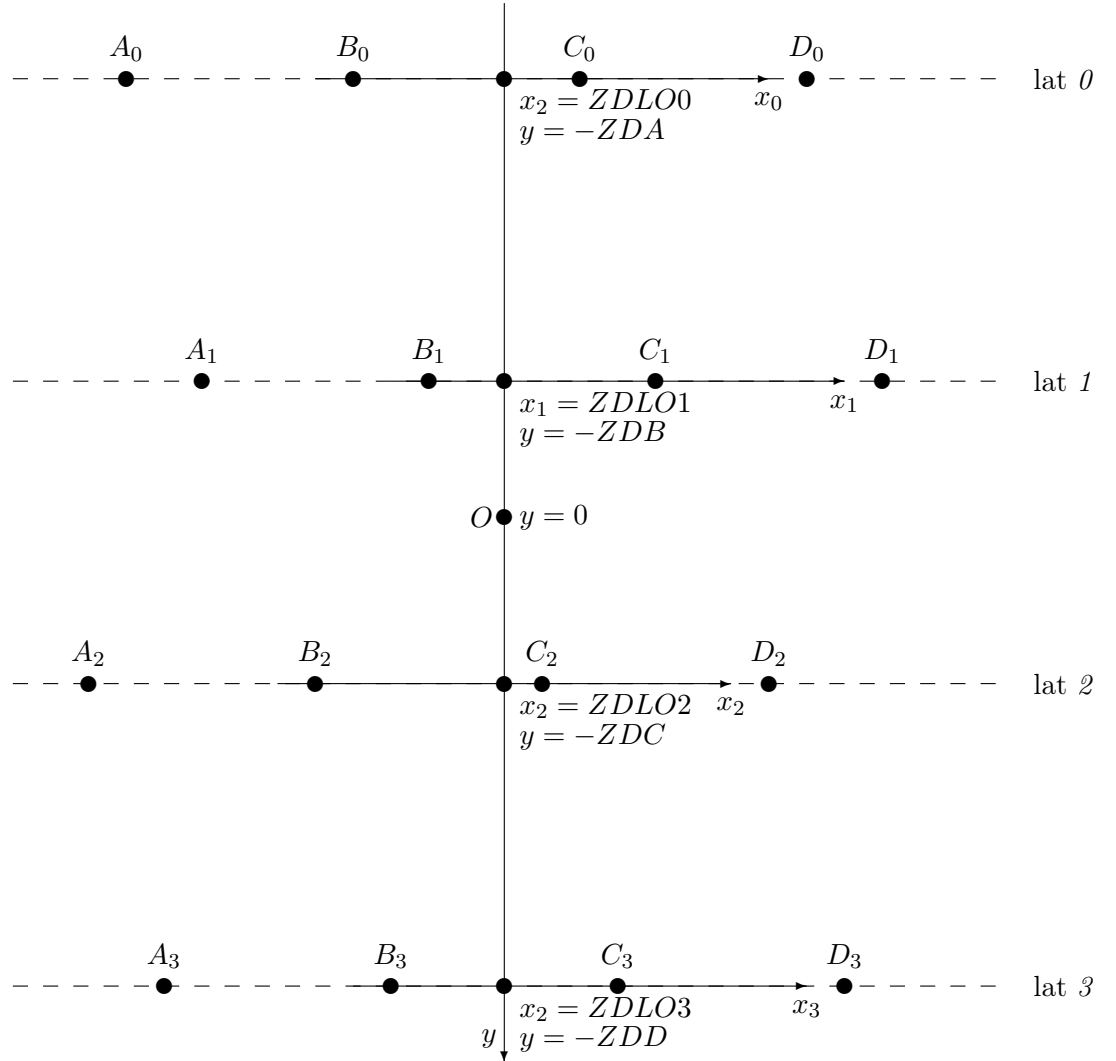 A₀ B₀ C₀ D₀
lat 0
x₀
x₂ = ZDLO0
y = −ZDA
A₁ B₁ C₁ D₁
lat 1
x₁
x₁ = ZDLO1
y = −ZDB
O y = 0
A₂ B₂ C₂ D₂
lat 2
x₂
x₂ = ZDLO2
y = −ZDC
A₃ B₃ C₃ D₃
lat 3
x₃
x₂ = ZDLO3
y y = −ZDD